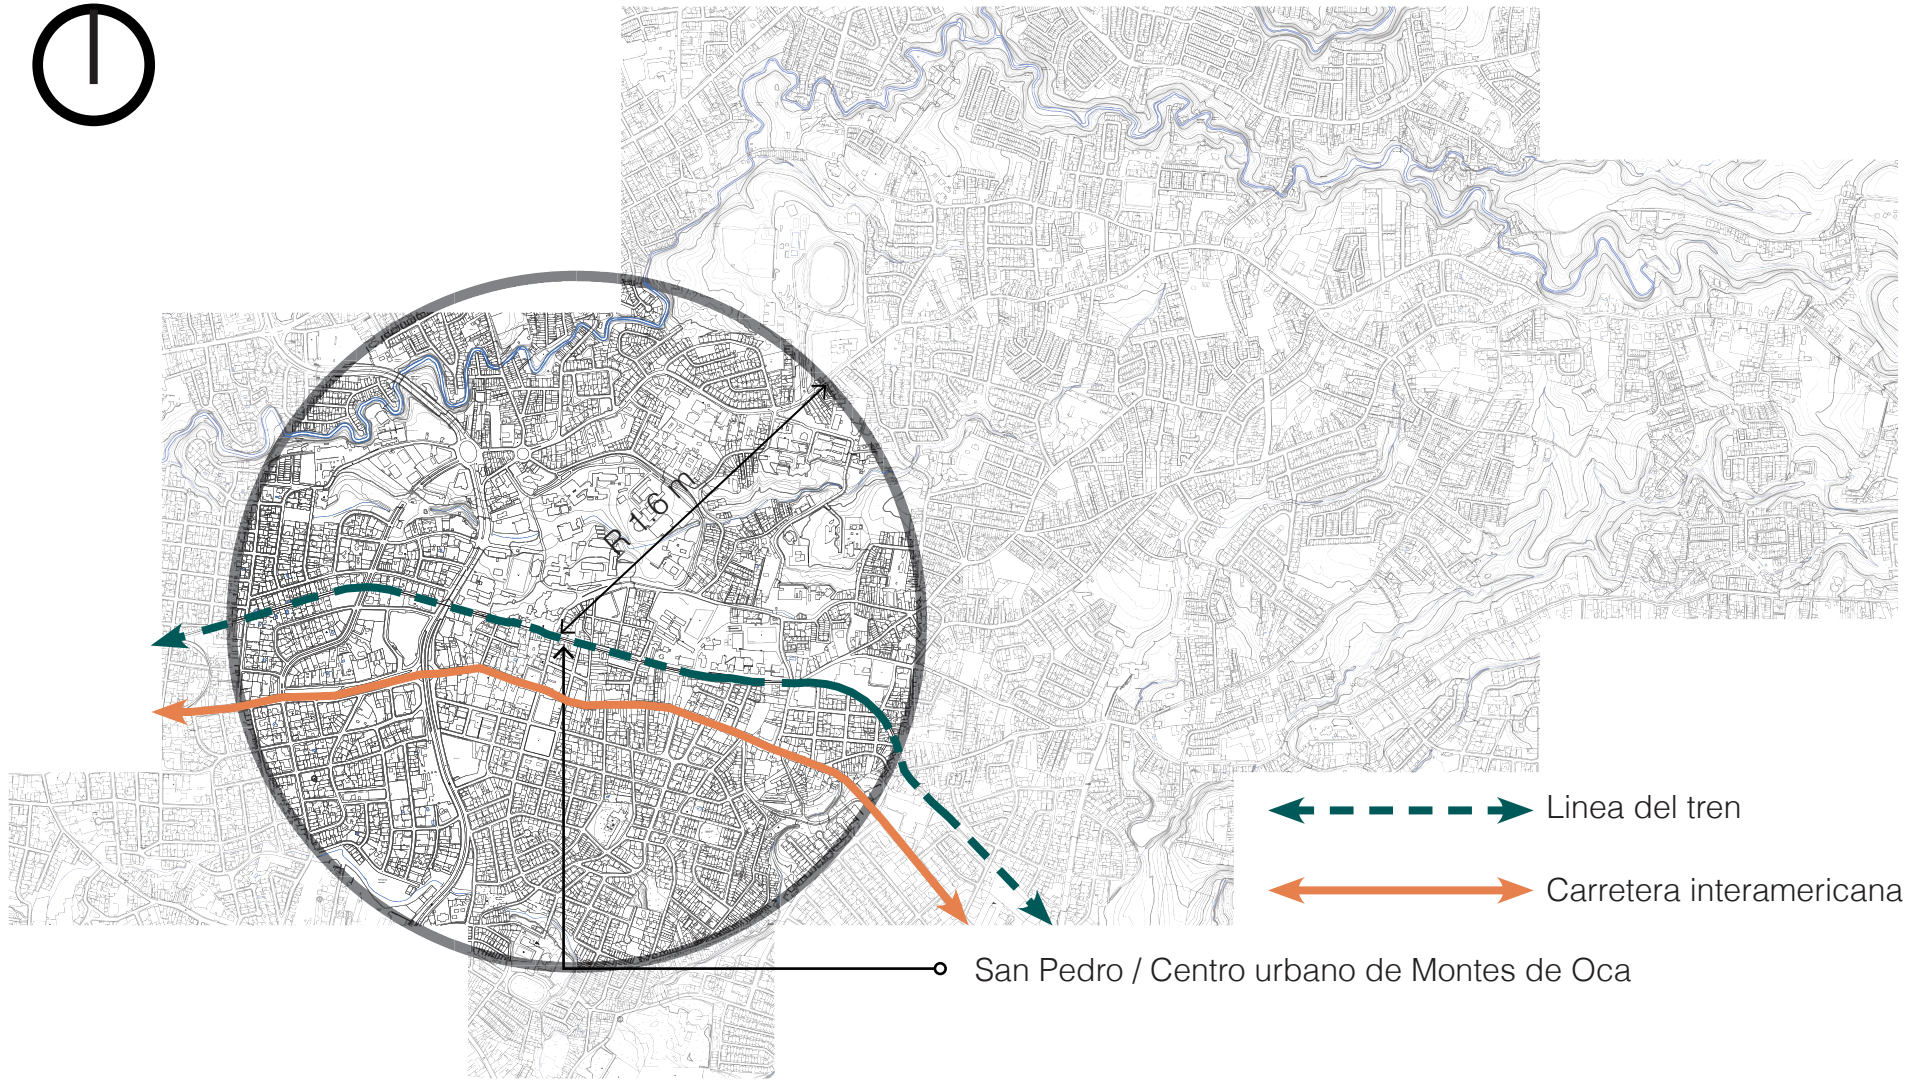 R 1.6 m
Linea del tren
Carretera interamericana
San Pedro / Centro urbano de Montes de Oca